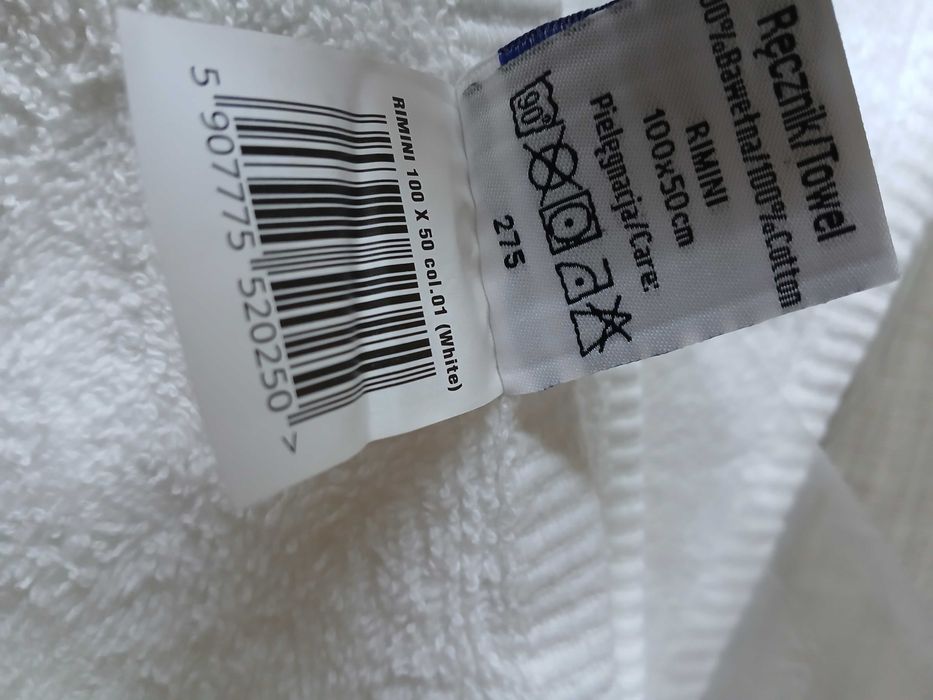 Ręcznik/Towel
00%Bawełna/100%Cotton
RIMINI
100x50cm
Pielęgnacja/Care:
90°
275
RIMINI 100 X 50 col.01 (White)
5 907775 520250 >